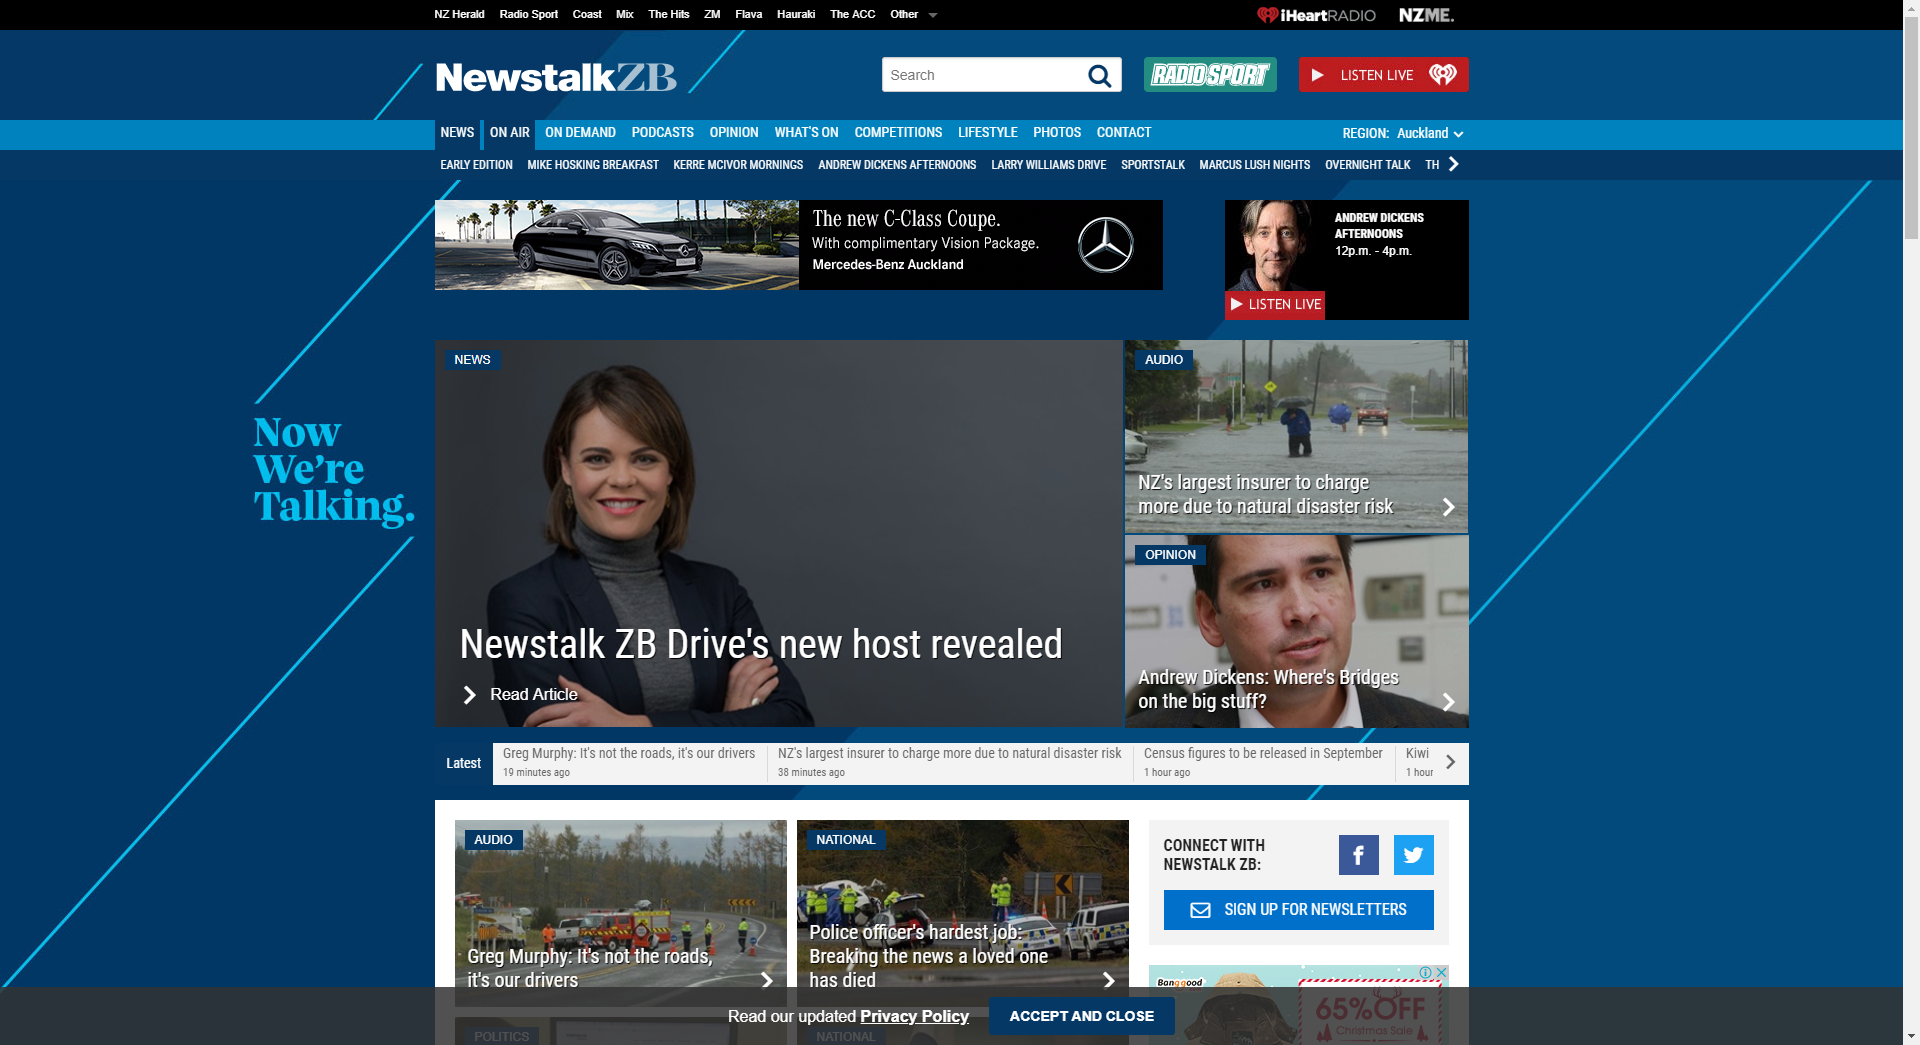 NZ Herald Radio Sport Coast Mix The Hits ZM Flava Hauraki The ACC Other
iHeartRADIO NZME.
NewstalkZB
Search
RADIO SPORT
LISTEN LIVE
NEWS ON AIR ON DEMAND PODCASTS OPINION WHAT'S ON COMPETITIONS LIFESTYLE PHOTOS CONTACT
REGION: Auckland
EARLY EDITION MIKE HOSKING BREAKFAST KERRE MCIVOR MORNINGS ANDREW DICKENS AFTERNOONS LARRY WILLIAMS DRIVE SPORTSTALK MARCUS LUSH NIGHTS OVERNIGHT TALK TH
The new C-Class Coupe.
With complimentary Vision Package.
Mercedes-Benz Auckland
ANDREW DICKENS
AFTERNOONS
12p.m. - 4p.m.
LISTEN LIVE
Now
We're
Talking.
NEWS
Newstalk ZB Drive's new host revealed
Read Article
AUDIO
NZ's largest insurer to charge
more due to natural disaster risk
OPINION
Andrew Dickens: Where's Bridges
on the big stuff?
Latest
Greg Murphy: It's not the roads, it's our drivers
19 minutes ago
NZ's largest insurer to charge more due to natural disaster risk
38 minutes ago
Census figures to be released in September
1 hour ago
Kiwi
1 hour
AUDIO
Greg Murphy: It's not the roads,
it's our drivers
NATIONAL
Police officer's hardest job:
Breaking the news a loved one
has died
CONNECT WITH
NEWSTALK ZB:
SIGN UP FOR NEWSLETTERS
Banggood
65%OFF
Christmas Sale
Read our updated Privacy Policy
ACCEPT AND CLOSE
POLITICS
NATIONAL